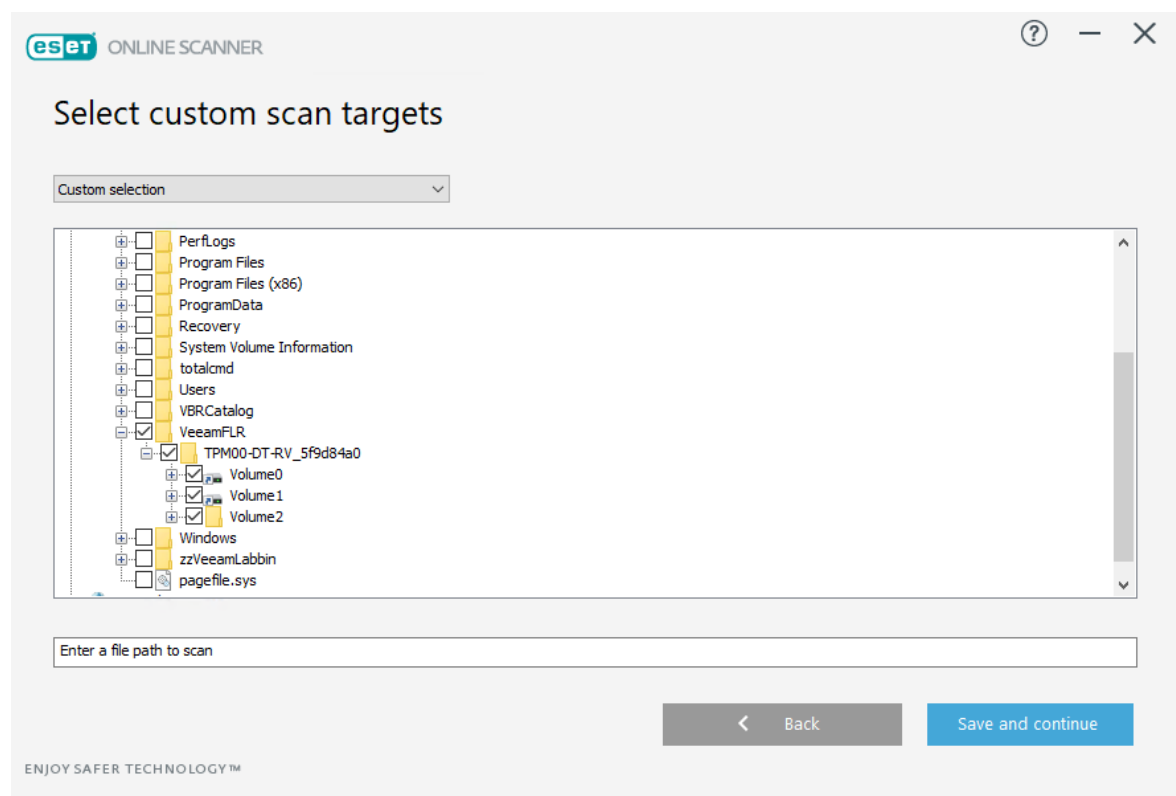 eset ONLINE SCANNER
Select custom scan targets
Custom selection
PerfLogs
Program Files
Program Files (x86)
ProgramData
Recovery
System Volume Information
totalcmd
Users
VBRCatalog
VeeamFLR
TPM00-DT-RV_5f9d84a0
Volume0
Volume1
Volume2
Windows
zzVeeamLabbin
pagefile.sys
Enter a file path to scan
Back
Save and continue
ENJOY SAFER TECHNOLOGY™